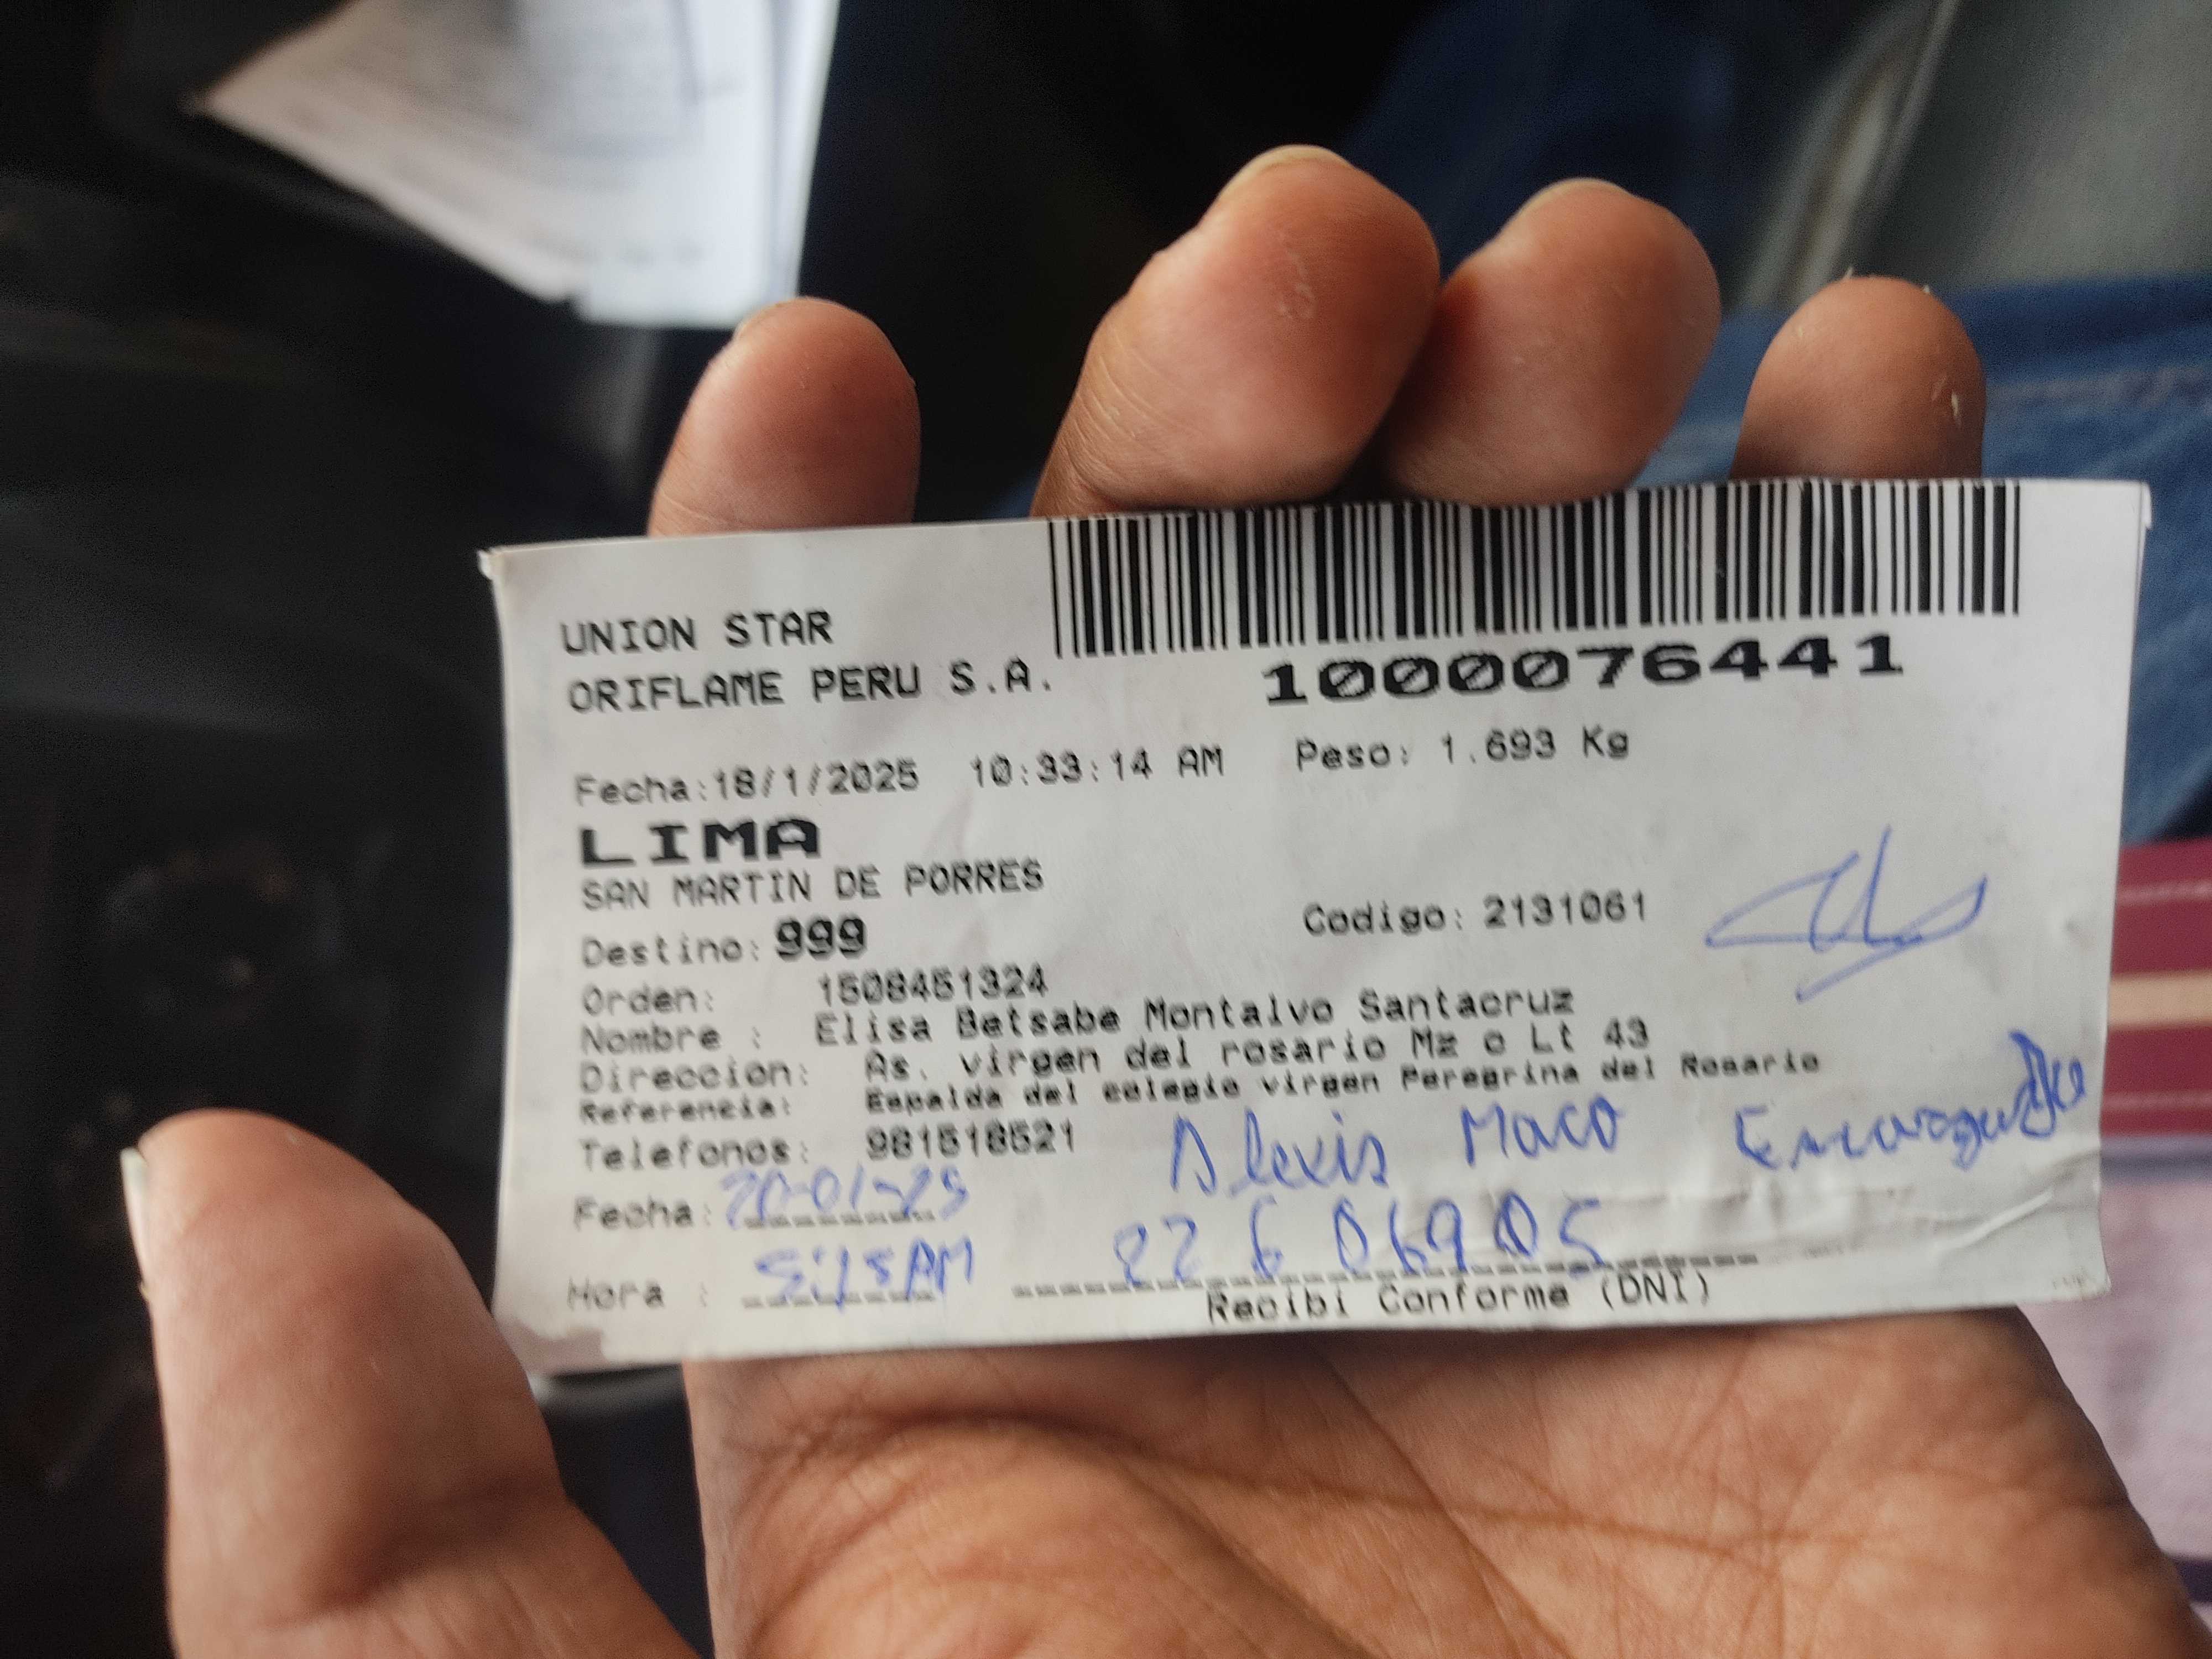 UNION STAR
ORIFLAME PERU S.A.
1000076441
Fecha:18/1/2025 10:33:14 AM Peso: 1.693 Kg
LIMA
SAN MARTIN DE PORRES
Destino: 999 Codigo: 2131061
Orden: 1508451324
Nombre : Elisa Betsabe Montalvo Santacruz
Direccion: As. virgen del rosario Mz o Lt 43
Referencia: Espalda del colegio virgen Peregrina del Rosario
Telefonos: 981518521 Alexis Maco
Fecha: 20-01-25
Hora :
Recibi Conforme (DNI)